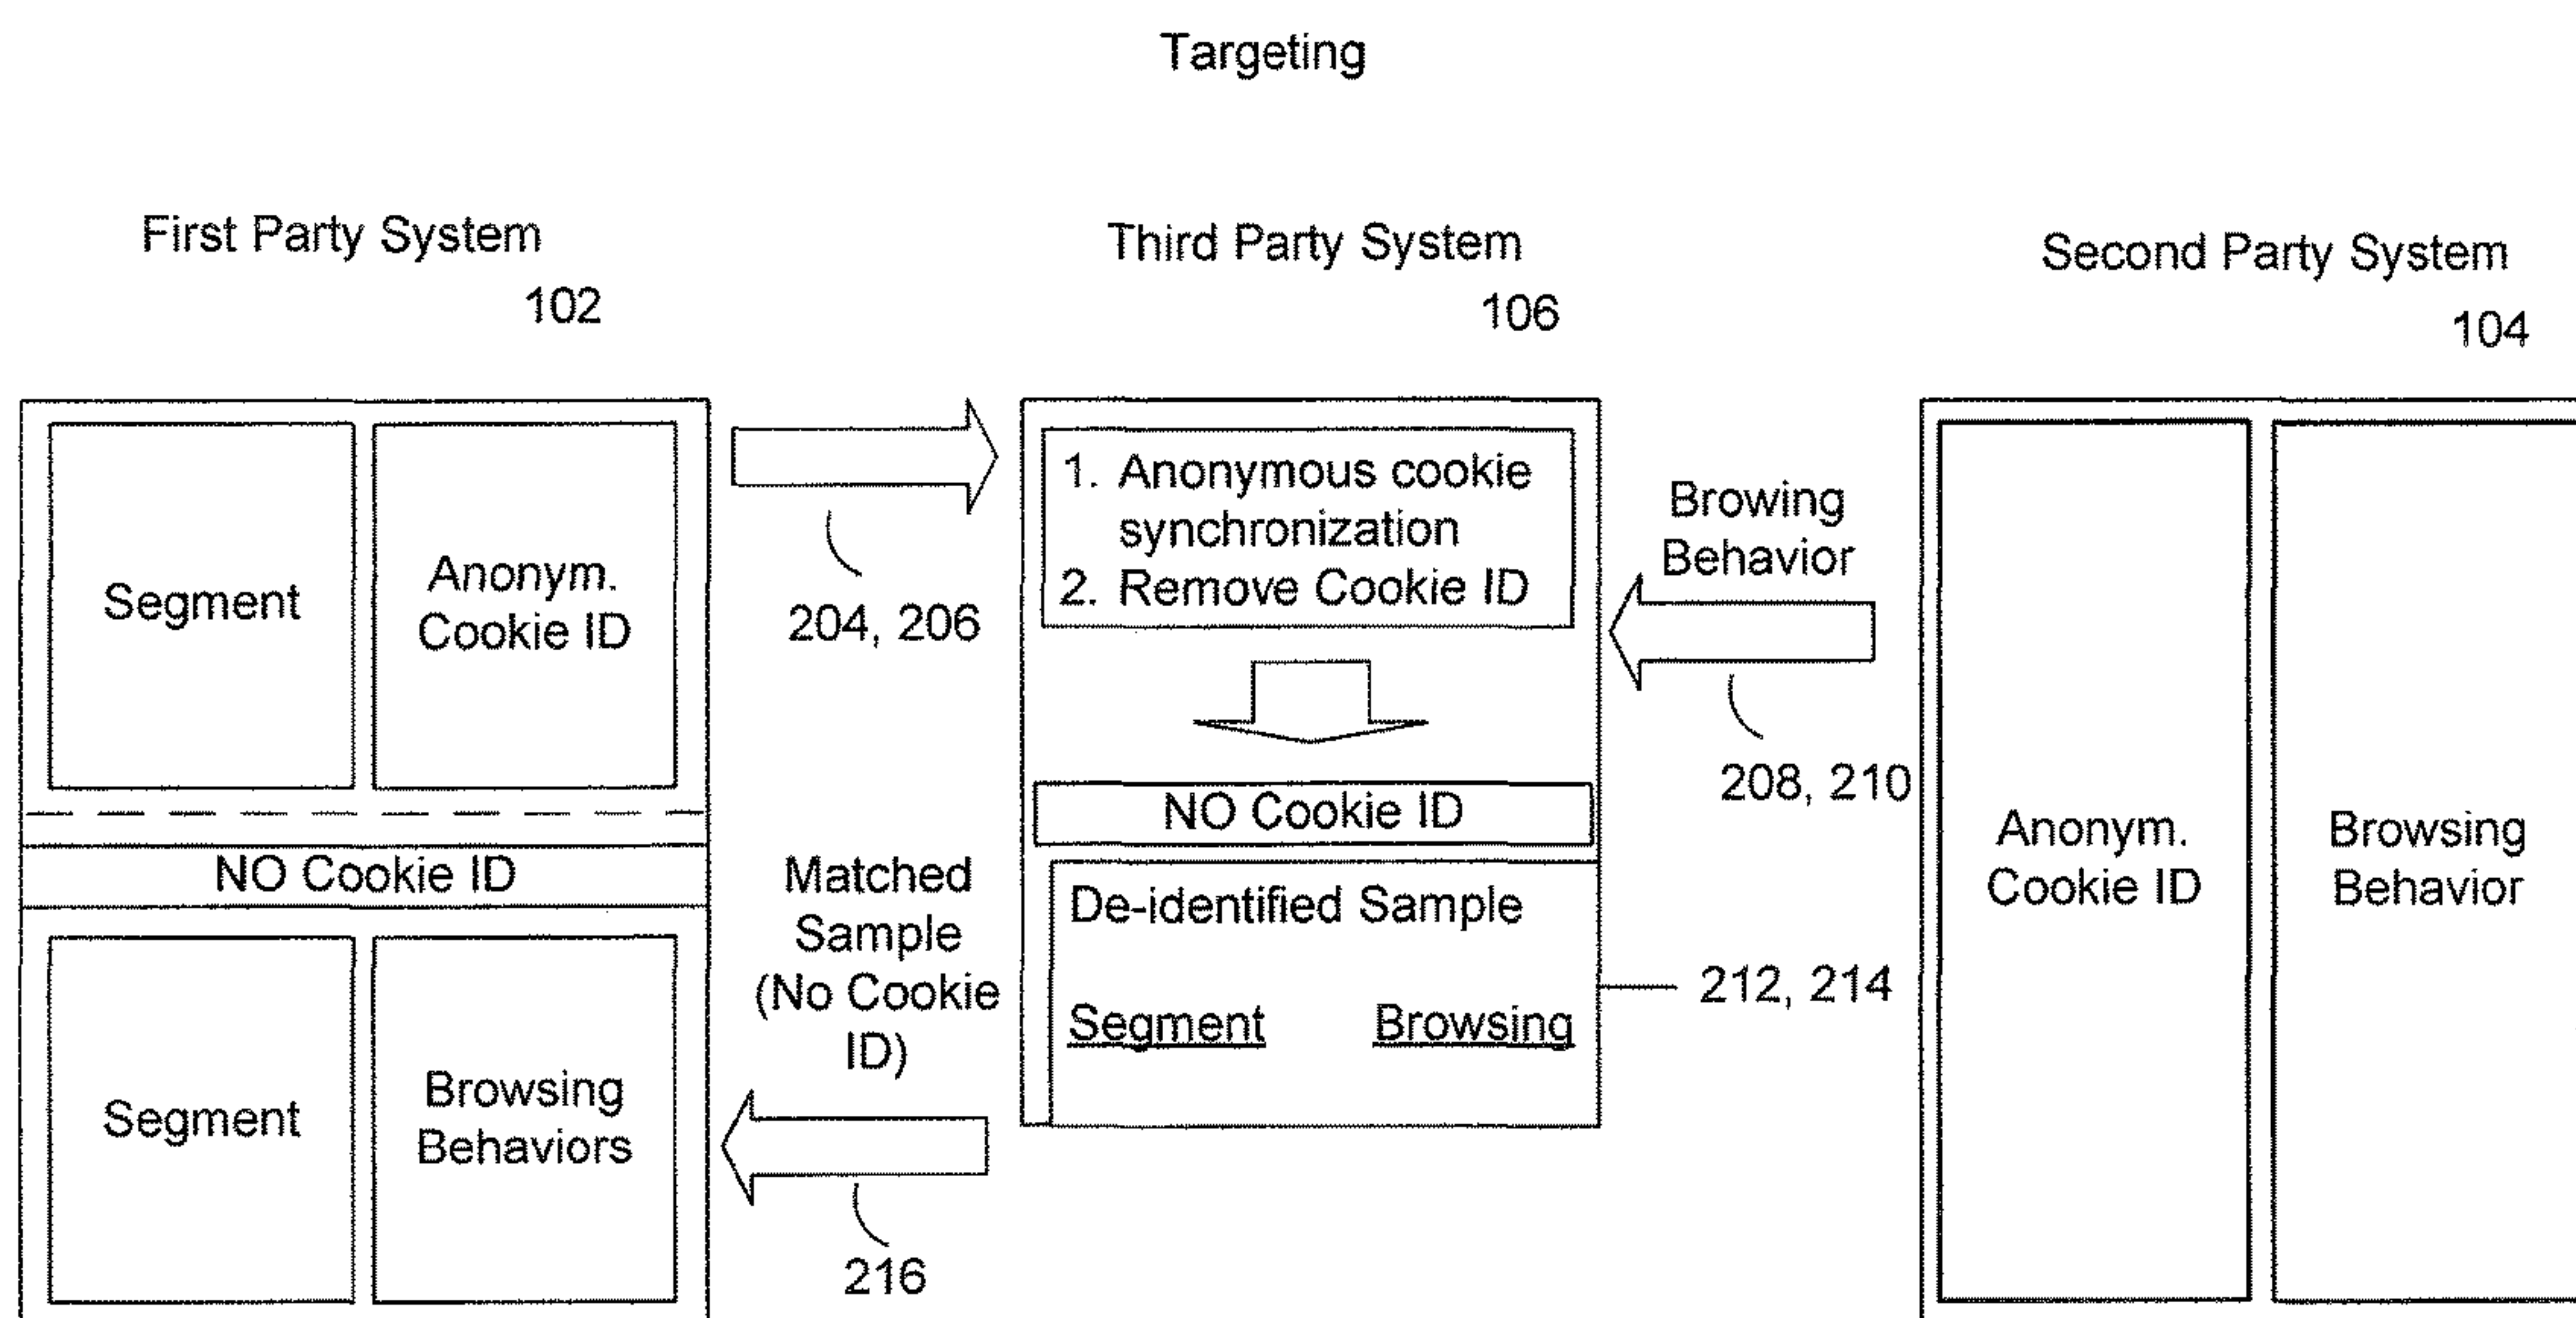 Targeting
First Party System
102
Third Party System
106
Second Party System
104
Segment
Anonym.
Cookie ID
NO Cookie ID
Segment
Browsing
Behaviors
204, 206
Matched
Sample
(No Cookie
ID)
216
1. Anonymous cookie
synchronization
2. Remove Cookie ID
NO Cookie ID
De-identified Sample
Segment Browsing
Browing
Behavior
208, 210
212, 214
Anonym.
Cookie ID
Browsing
Behavior